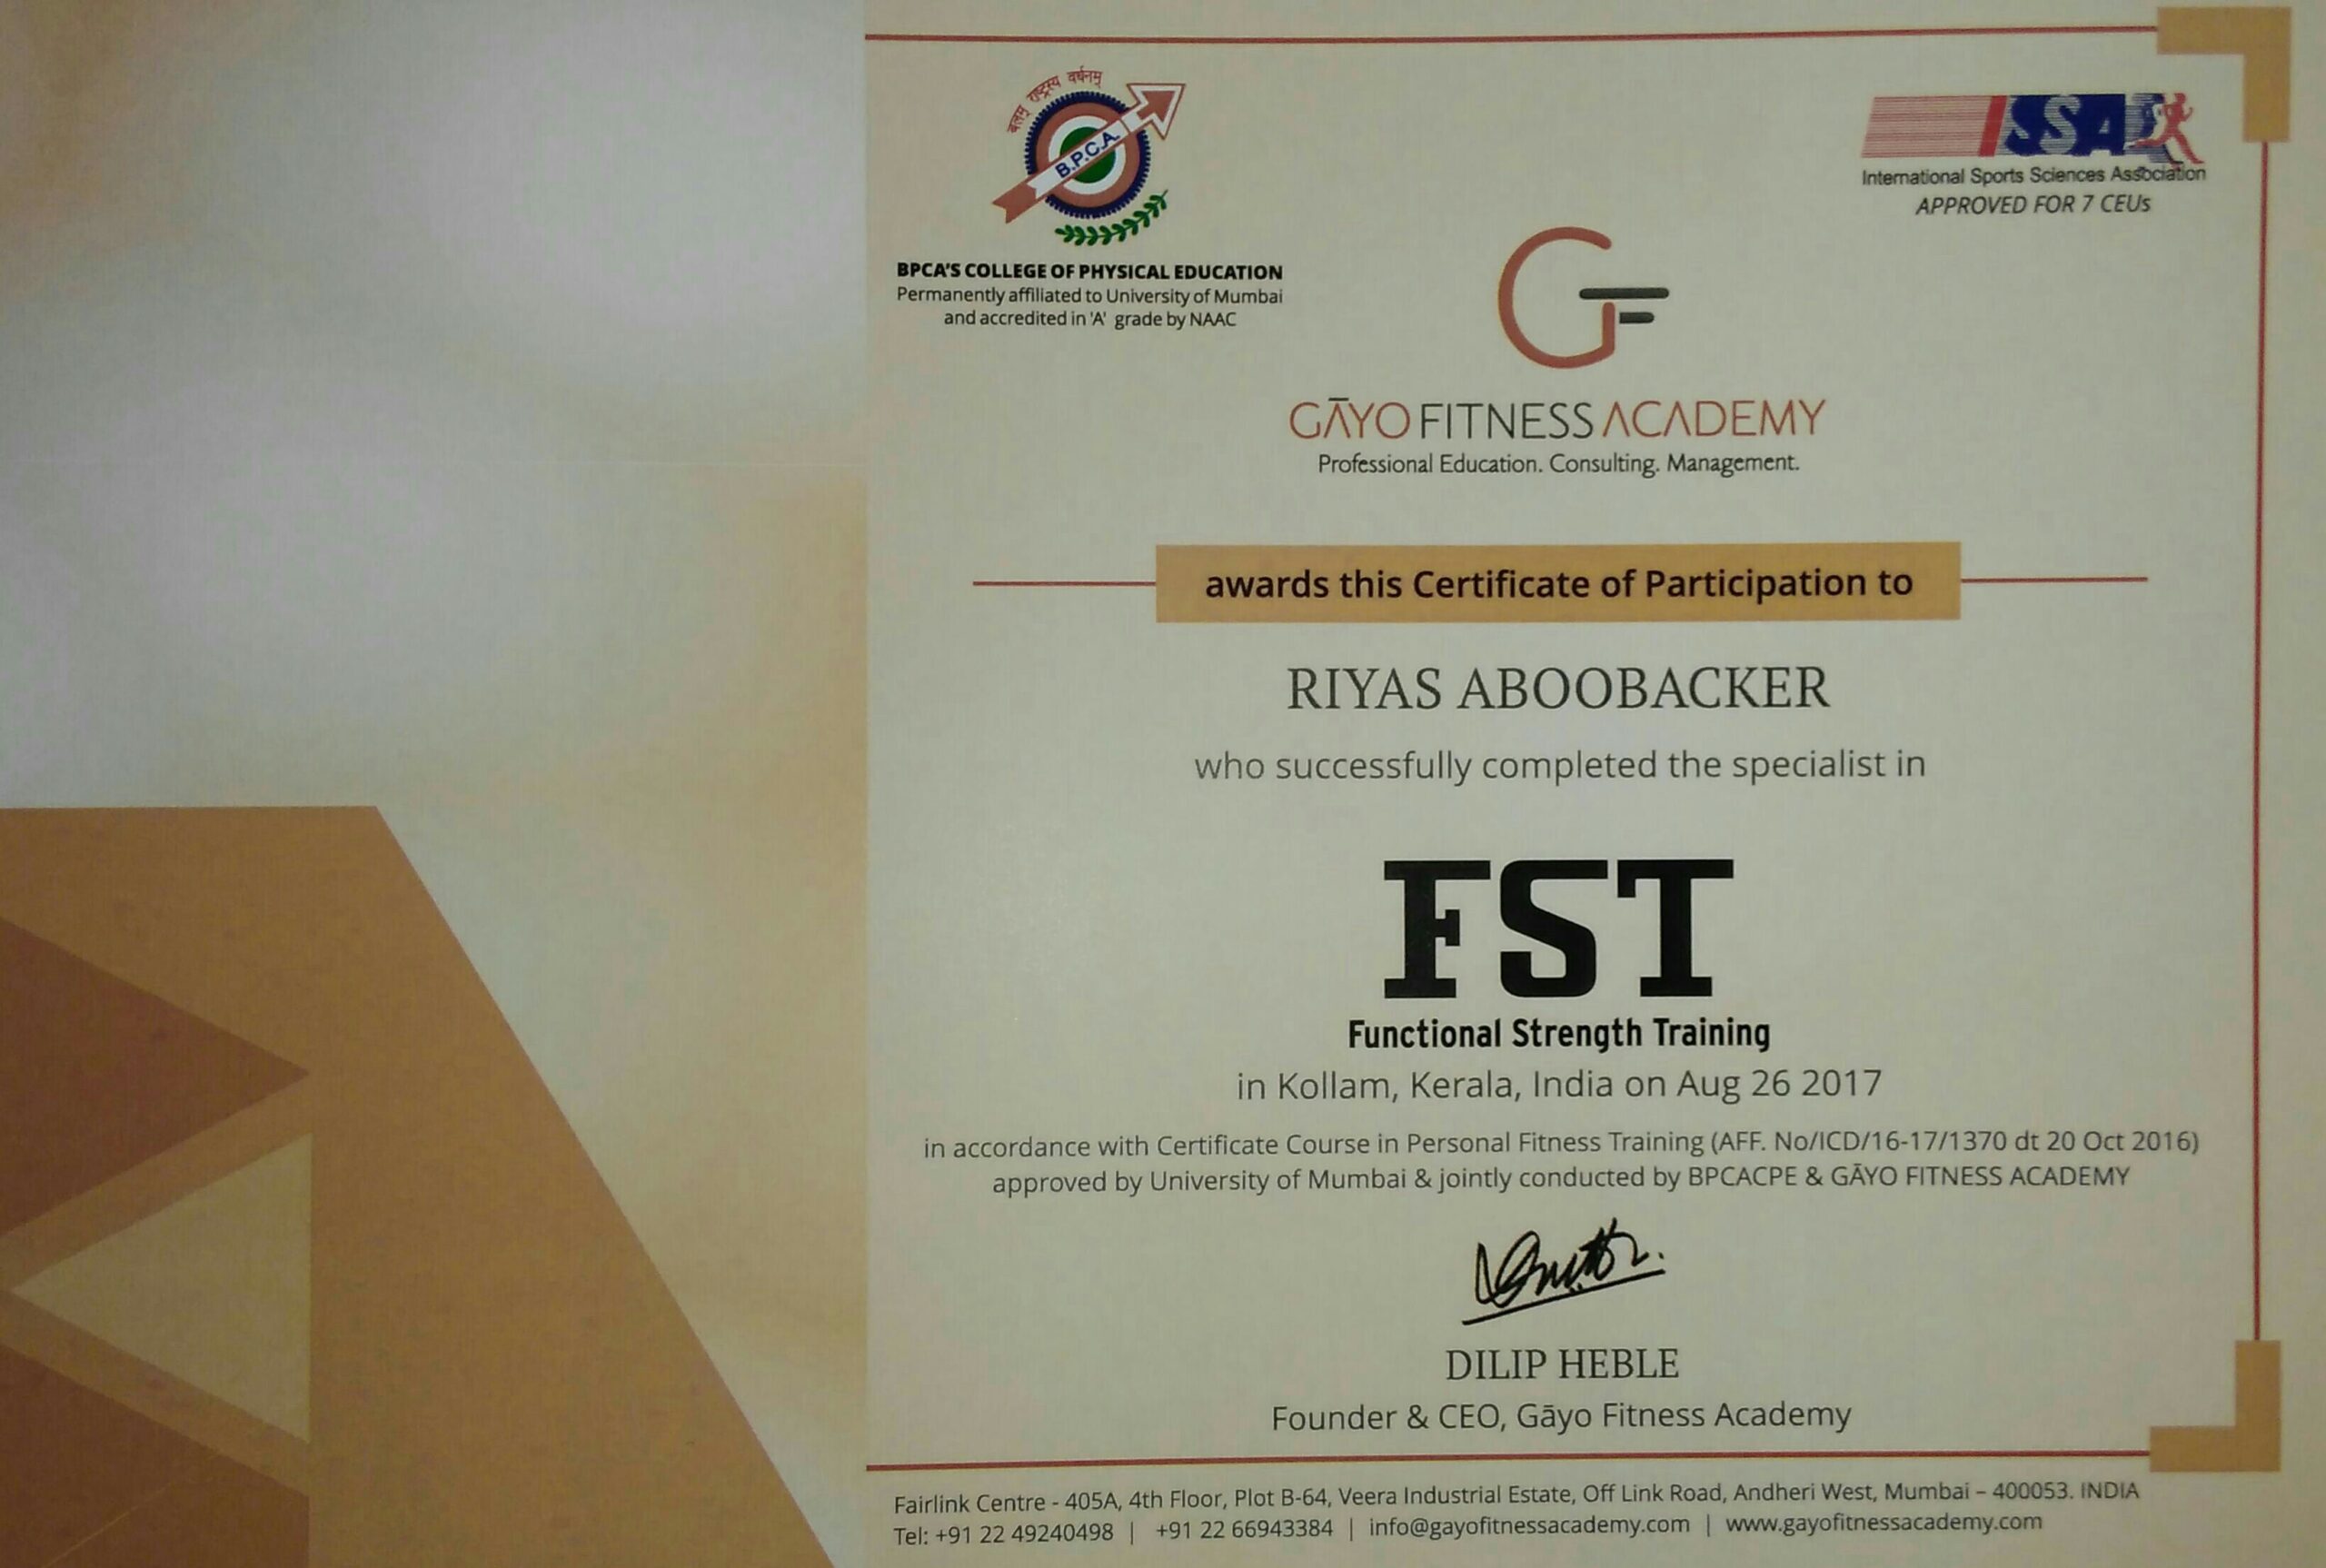 बलम् राष्ट्रस्य वर्धनम्
B.P.C.A.
BPCA'S COLLEGE OF PHYSICAL EDUCATION
Permanently affiliated to University of Mumbai
and accredited in 'A' grade by NAAC
ISSA
International Sports Sciences Association
APPROVED FOR 7 CEUs
GF
GĀYO FITNESS ACADEMY
Professional Education. Consulting. Management.
awards this Certificate of Participation to
RIYAS ABOOBACKER
who successfully completed the specialist in
FST
Functional Strength Training
in Kollam, Kerala, India on Aug 26 2017
in accordance with Certificate Course in Personal Fitness Training (AFF. No/ICD/16-17/1370 dt 20 Oct 2016)
approved by University of Mumbai & jointly conducted by BPCACPE & GĀYO FITNESS ACADEMY
DILIP HEBLE
Founder & CEO, Gāyo Fitness Academy
Fairlink Centre - 405A, 4th Floor, Plot B-64, Veera Industrial Estate, Off Link Road, Andheri West, Mumbai – 400053. INDIA
Tel: +91 22 49240498 | +91 22 66943384 | info@gayofitnessacademy.com | www.gayofitnessacademy.com